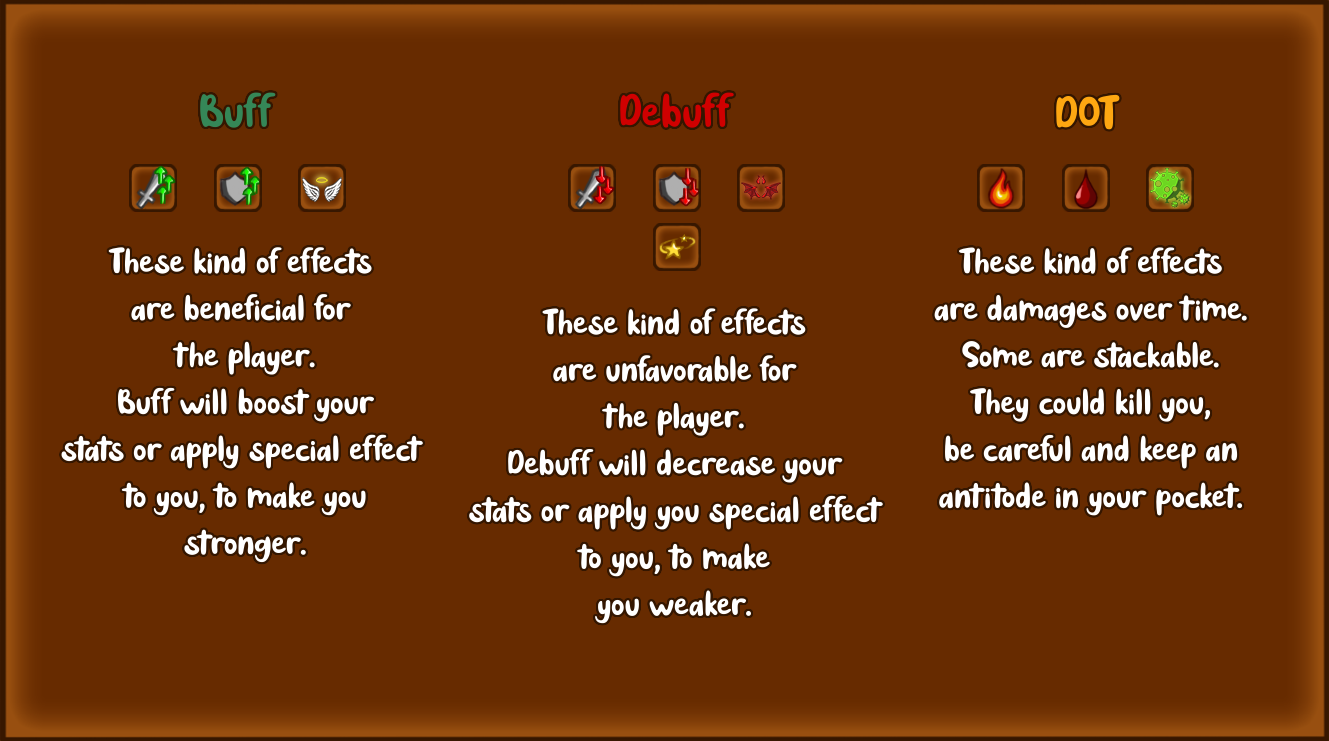 Buff
These kind of effects
are beneficial for
the player.
Buff will boost your
stats or apply special effect
to you, to make you
stronger.
Debuff
These kind of effects
are unfavorable for
the player.
Debuff will decrease your
stats or apply you special effect
to you, to make
you weaker.
DOT
These kind of effects
are damages over time.
Some are stackable.
They could kill you,
be careful and keep an
antitode in your pocket.